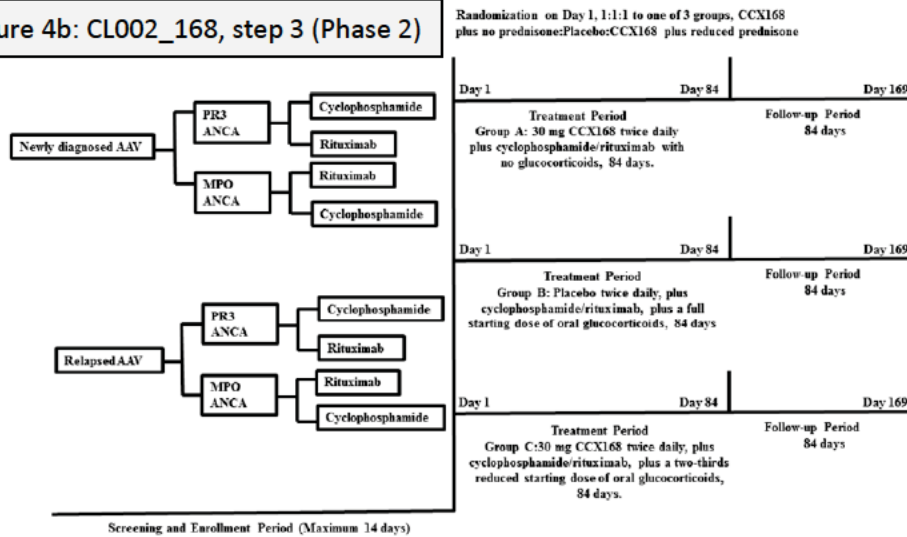 ure 4b: CL002_168, step 3 (Phase 2)
Randomization on Day 1, 1:1:1 to one of 3 groups, CCX168
plus no prednisone:Placebo:CCX168 plus reduced prednisone
Newly diagnosed AAV
PR3
ANCA
Cyclophosphamide
Rituximab
MPO
ANCA
Rituximab
Cyclophosphamide
Day 1
Day 84
Day 169
Treatment Period
Group A: 30 mg CCX168 twice daily
plus cyclophosphamide/rituximab with
no glucocorticoids, 84 days.
Follow-up Period
84 days
Day 1
Day 84
Day 169
Treatment Period
Group B: Placebo twice daily, plus
cyclophosphamide/rituximab, plus a full
starting dose of oral glucocorticoids, 84 days
Follow-up Period
84 days
Relapsed AAV
PR3
ANCA
Cyclophosphamide
Rituximab
MPO
ANCA
Rituximab
Cyclophosphamide
Day 1
Day 84
Day 169
Treatment Period
Group C:30 mg CCX168 twice daily, plus
cyclophosphamide/rituximab, plus a two-thirds
reduced starting dose of oral glucocorticoids,
84 days.
Follow-up Period
84 days
Screening and Enrollment Period (Maximum 14 days)